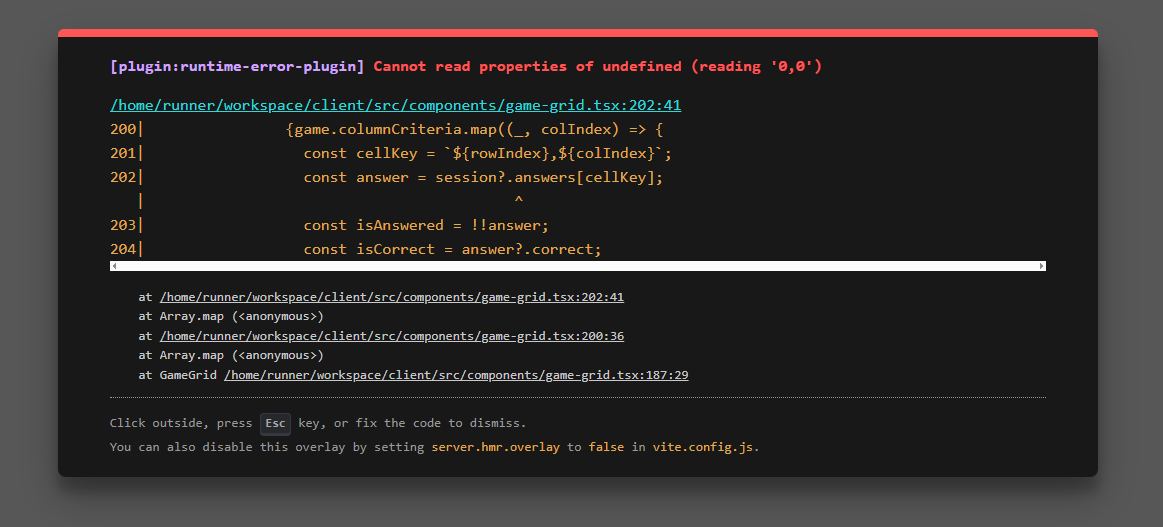 [plugin:runtime-error-plugin] Cannot read properties of undefined (reading '0,0')
/home/runner/workspace/client/src/components/game-grid.tsx:202:41
200|                {game.columnCriteria.map((_, colIndex) => {
201|                  const cellKey = `${rowIndex},${colIndex}`;
202|                  const answer = session?.answers[cellKey];
   |                                         ^
203|                  const isAnswered = !!answer;
204|                  const isCorrect = answer?.correct;
at /home/runner/workspace/client/src/components/game-grid.tsx:202:41
at Array.map (<anonymous>)
at /home/runner/workspace/client/src/components/game-grid.tsx:200:36
at Array.map (<anonymous>)
at GameGrid /home/runner/workspace/client/src/components/game-grid.tsx:187:29
Click outside, press Esc key, or fix the code to dismiss.
You can also disable this overlay by setting server.hmr.overlay to false in vite.config.js.